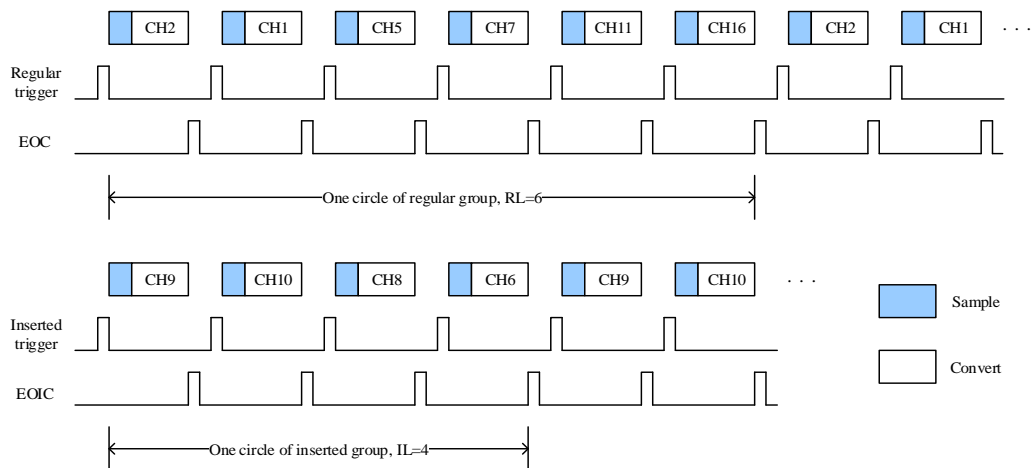 CH2 CH1 CH5 CH7 CH11 CH16 CH2 CH1 . . .
Regular
trigger
EOC
One circle of regular group, RL=6
CH9 CH10 CH8 CH6 CH9 CH10 . . .
Sample
Inserted
trigger
Convert
EOIC
One circle of inserted group, IL=4